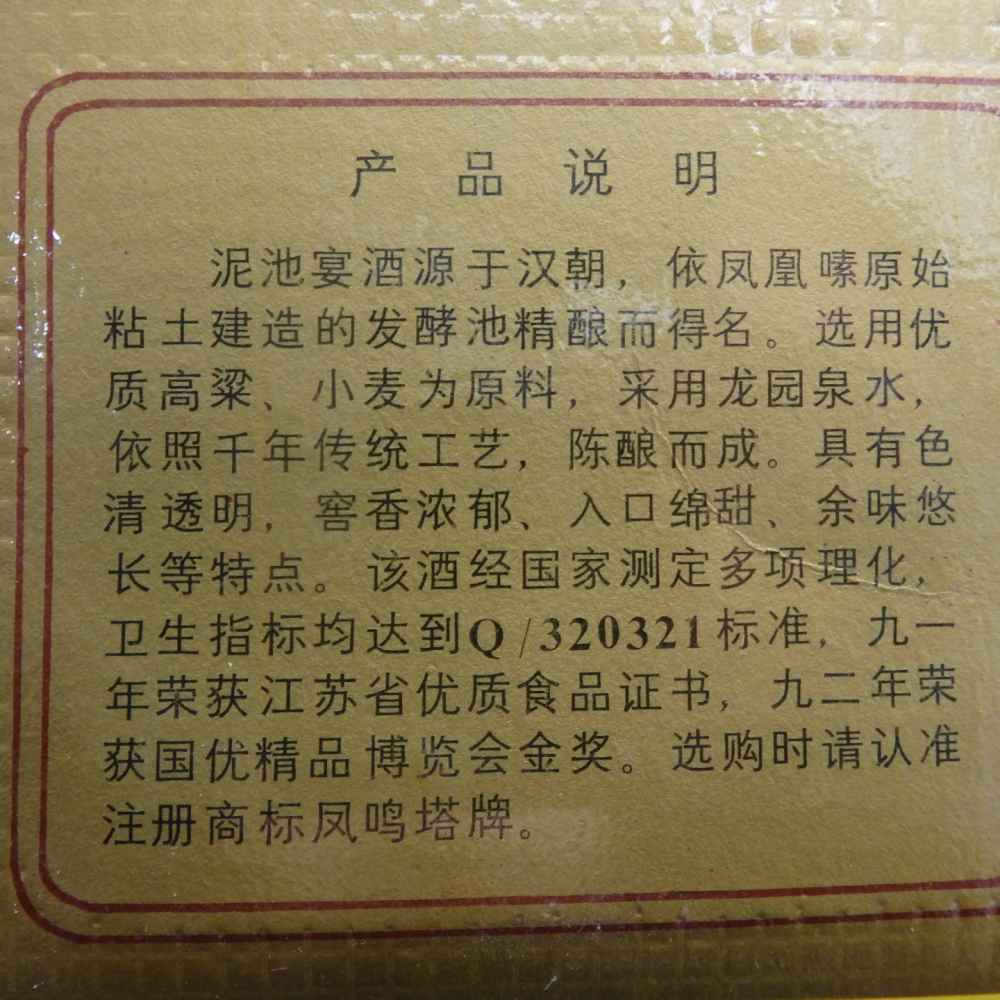 产品说明
泥池宴酒源于汉朝，依凤凰嗉原始
粘土建造的发酵池精酿而得名。选用优
质高粱、小麦为原料，采用龙园泉水，
依照千年传统工艺，陈酿而成。具有色
清透明，窖香浓郁、入口绵甜、余味悠
长等特点。该酒经国家测定多项理化，
卫生指标均达到Q/320321标准，九一
年荣获江苏省优质食品证书，九二年荣
获国优精品博览会金奖。选购时请认准
注册商标凤鸣塔牌。